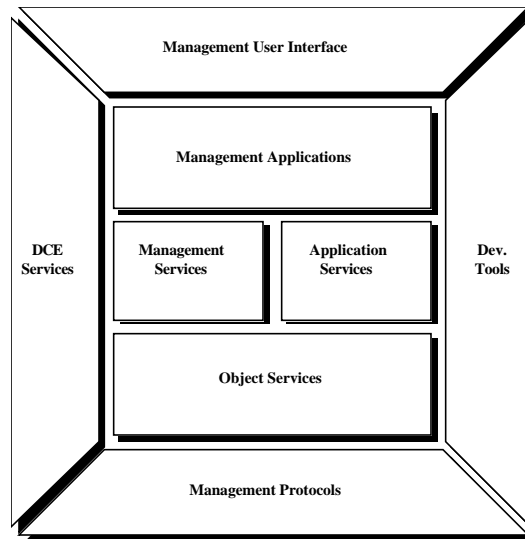 Management User Interface
Management Applications
DCE
Services
Management
Services
Application
Services
Dev.
Tools
Object Services
Management Protocols